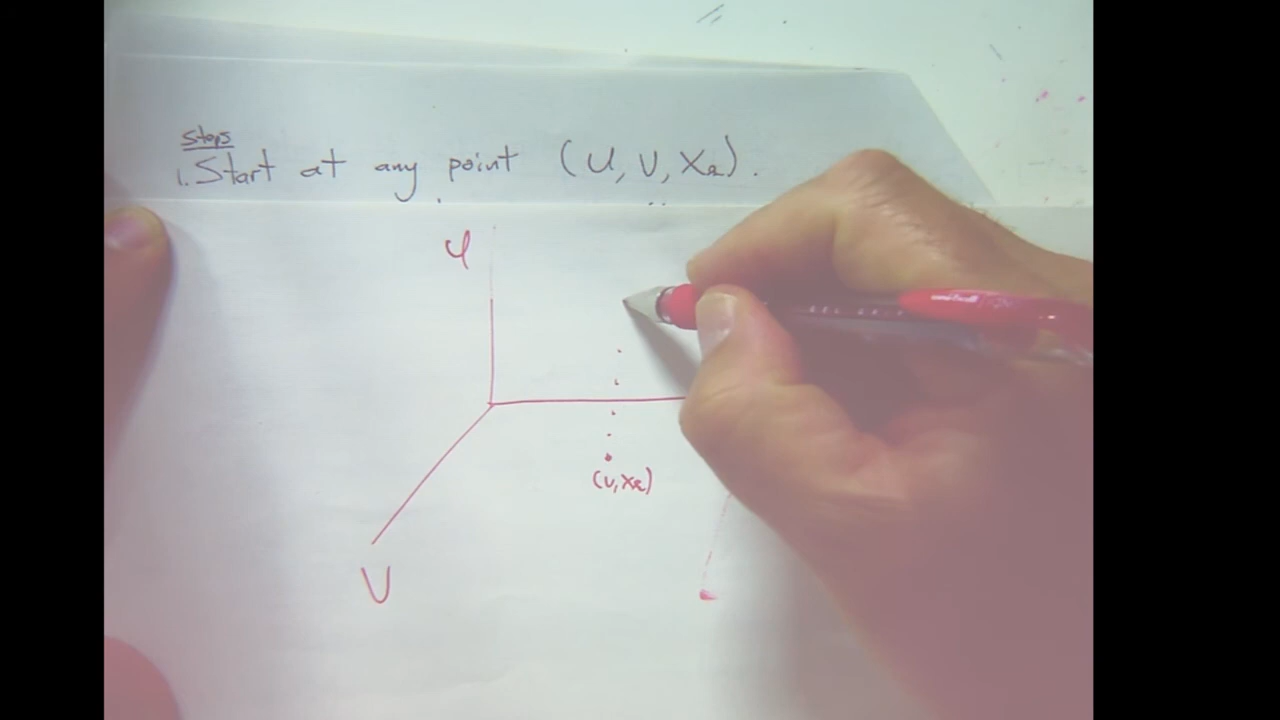 Steps
1. Start at any point (U, V, X₂).
U
(V, X₂)
V